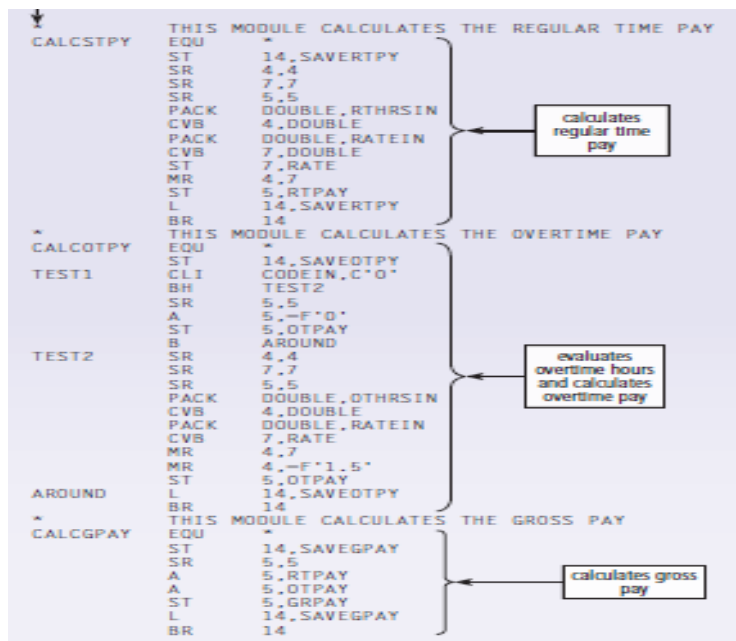 * THIS MODULE CALCULATES THE REGULAR TIME PAY
CALCSTPY EQU *
ST 14,SAVERTPY
SR 4,4
SR 7,7
SR 5,5
PACK DOUBLE,RTHRSIN
CVB 4,DOUBLE
PACK DOUBLE,RATEIN
CVB 7,DOUBLE
ST 7,RATE
MR 4,7
ST 5,RTPAY
L 14,SAVERTPY
BR 14
calculates
regular time
pay
* THIS MODULE CALCULATES THE OVERTIME PAY
CALCOTPY EQU *
ST 14,SAVEOTPY
TEST1 CLI CODEIN,C'O'
BH TEST2
SR 5,5
A 5,=F'0'
ST 5,OTPAY
B AROUND
TEST2 SR 4,4
SR 7,7
SR 5,5
PACK DOUBLE,OTHRSIN
CVB 4,DOUBLE
PACK DOUBLE,RATEIN
CVB 7,RATE
MR 4,7
MR 4,=F'1.5'
ST 5,OTPAY
AROUND L 14,SAVEOTPY
BR 14
evaluates
overtime hours
and calculates
overtime pay
* THIS MODULE CALCULATES THE GROSS PAY
CALCGPAY EQU *
ST 14,SAVEGPAY
SR 5,5
A 5,RTPAY
A 5,OTPAY
ST 5,GRPAY
L 14,SAVEGPAY
BR 14
calculates gross
pay